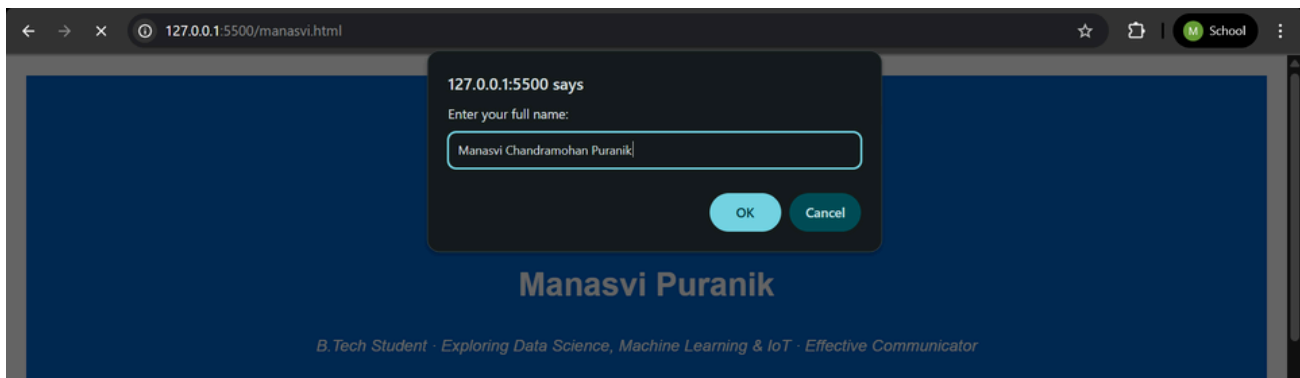 127.0.0.1:5500/manasvi.html
M School
127.0.0.1:5500 says
Enter your full name:
Manasvi Chandramohan Puranik
OK Cancel
Manasvi Puranik
B.Tech Student · Exploring Data Science, Machine Learning & IoT · Effective Communicator